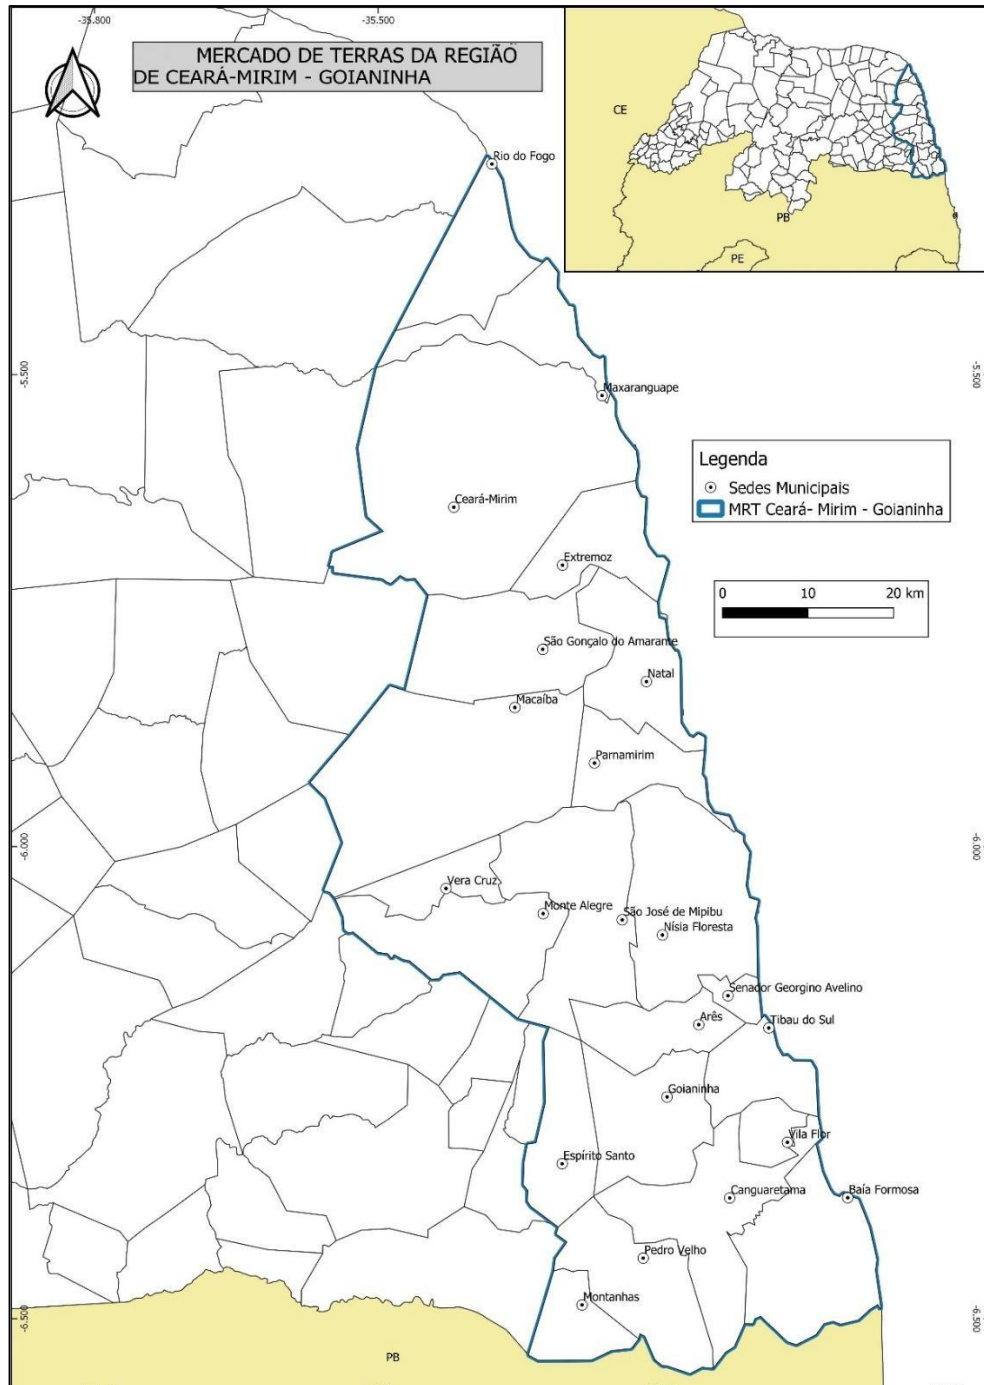 -35.800
-35.500
MERCADO DE TERRAS DA REGIÃO
DE CEARÁ-MIRIM - GOIANINHA
CE
PB
PE
Rio do Fogo
-5.500
-5.500
Maxaranguape
Legenda
Sedes Municipais
MRT Ceará- Mirim - Goianinha
Ceará-Mirim
Extremoz
0 10 20 km
São Gonçalo do Amarante
Natal
Macaíba
Parnamirim
-6.000
-6.000
Vera Cruz
Monte Alegre
São José de Mipibu
Nísia Floresta
Senador Georgino Avelino
Arês
Tibau do Sul
Goianinha
Vila Flor
Espírito Santo
Canguaretama
Baía Formosa
Pedro Velho
Montanhas
-6.500
-6.500
PB